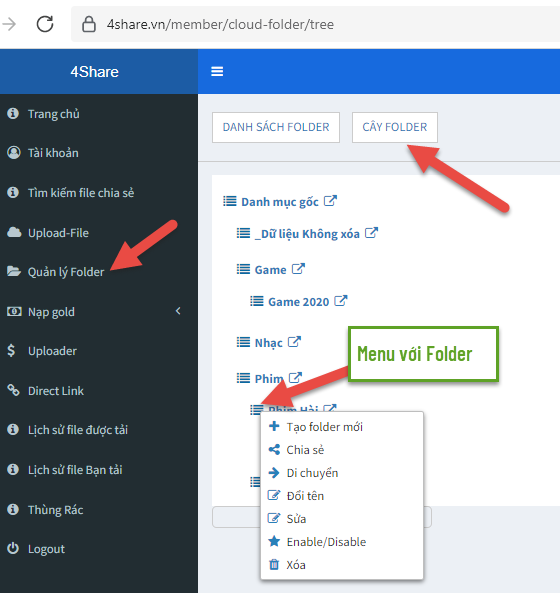 4share.vn/member/cloud-folder/tree
4Share
Trang chủ
Tài khoản
Tìm kiếm file chia sẻ
Upload-File
Quản lý Folder
Nạp gold
Uploader
Direct Link
Lịch sử file được tải
Lịch sử file Bạn tải
Thùng Rác
Logout
DANH SÁCH FOLDER
CÂY FOLDER
Danh mục gốc
_Dữ liệu Không xóa
Game
Game 2020
Nhạc
Phim
Phim Hài
Menu với Folder
Tạo folder mới
Chia sẻ
Di chuyển
Đổi tên
Sửa
Enable/Disable
Xóa